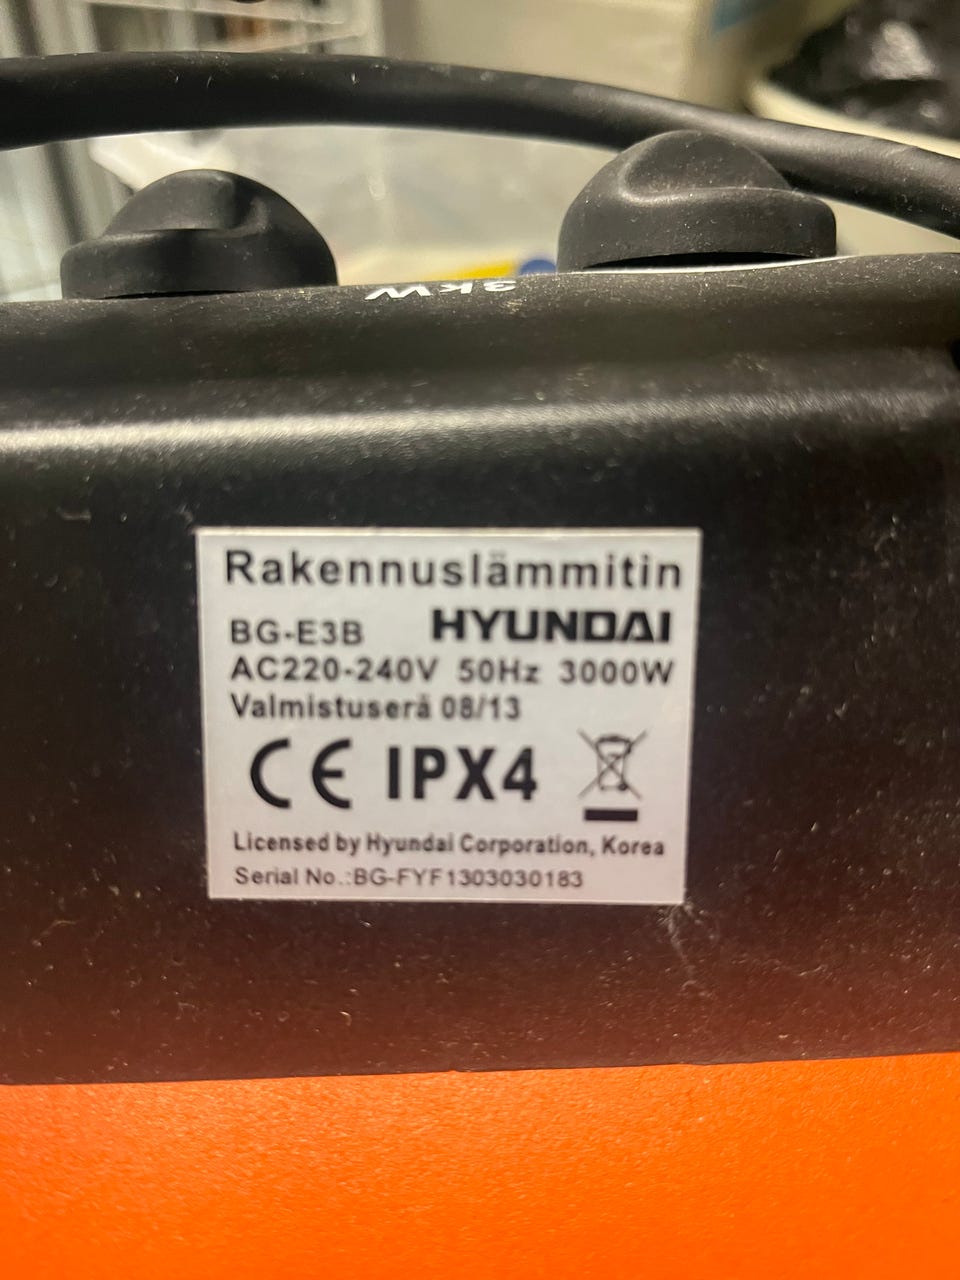 3kW
Rakennuslämmitin
BG-E3B HYUNDAI
AC220-240V 50Hz 3000W
Valmistuserä 08/13
CE IPX4
Licensed by Hyundai Corporation, Korea
Serial No.:BG-FYF1303030183